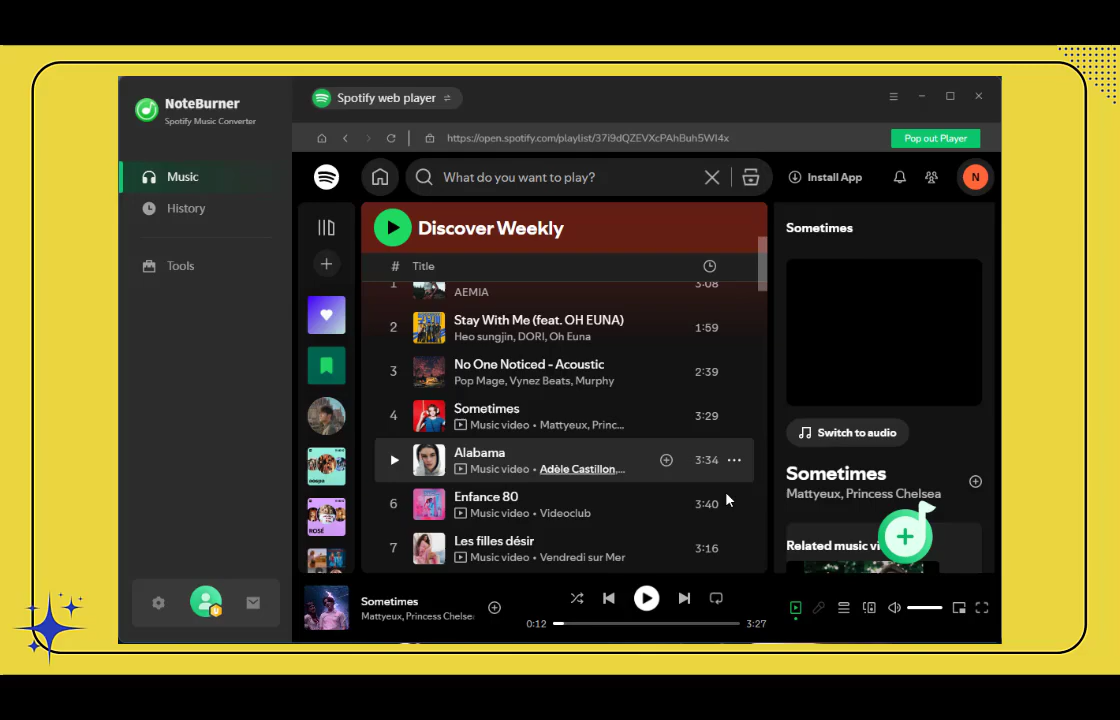 NoteBurner
Spotify Music Converter
Music
History
Tools
Spotify web player
https://open.spotify.com/playlist/37i9dQZEVXcPAhBuh5WI4x
Pop out Player
What do you want to play?
Install App
N
Discover Weekly
# Title
1 AEMIA 3:08
2 Stay With Me (feat. OH EUNA) 1:59
Heo sungjin, DORI, Oh Euna
3 No One Noticed - Acoustic 2:39
Pop Mage, Vynez Beats, Murphy
4 Sometimes 3:29
Music video • Mattyeux, Princ...
Alabama 3:34
Music video • Adèle Castillon,...
6 Enfance 80 3:40
Music video • Videoclub
7 Les filles désir 3:16
Music video • Vendredi sur Mer
ROSÉ
Sometimes
Switch to audio
Sometimes
Mattyeux, Princess Chelsea
Related music vi
Sometimes
Mattyeux, Princess Chelse
0:12
3:27